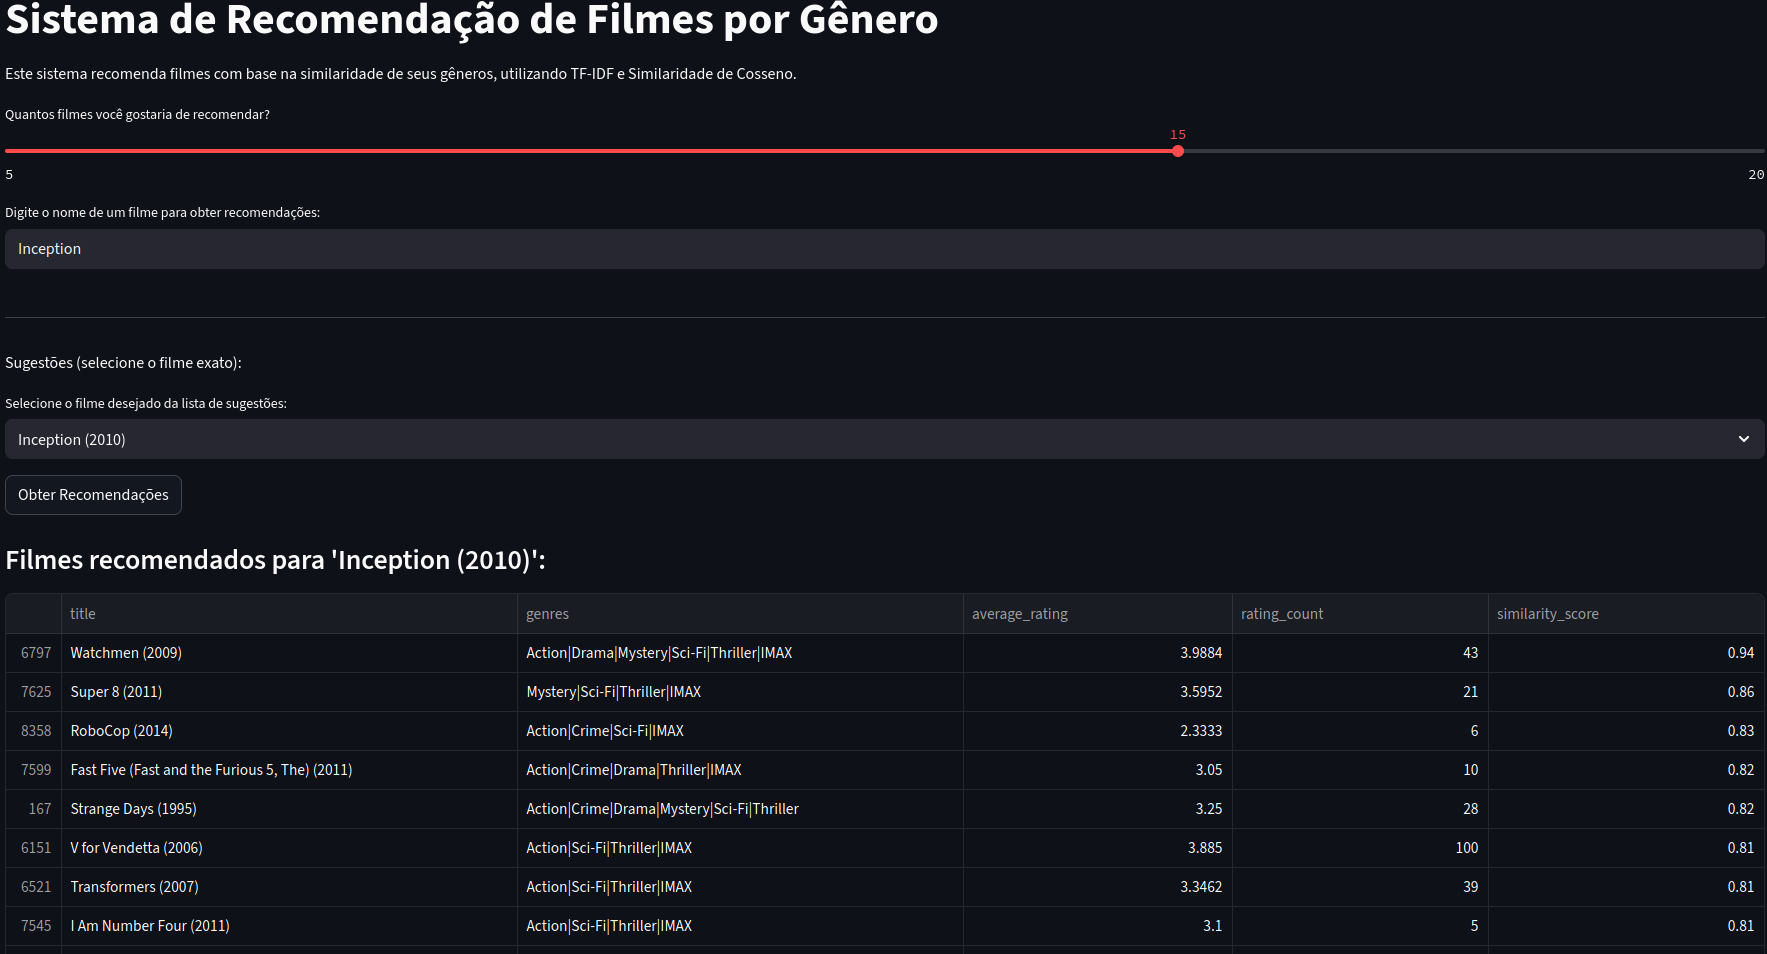 Sistema de Recomendação de Filmes por Gênero
Este sistema recomenda filmes com base na similaridade de seus gêneros, utilizando TF-IDF e Similaridade de Cosseno.
Quantos filmes você gostaria de recomendar?
15
5 20
Digite o nome de um filme para obter recomendações:
Inception
Sugestões (selecione o filme exato):
Selecione o filme desejado da lista de sugestões:
Inception (2010)
Obter Recomendações
Filmes recomendados para 'Inception (2010)':
title genres average_rating rating_count similarity_score
6797 Watchmen (2009) Action|Drama|Mystery|Sci-Fi|Thriller|IMAX 3.9884 43 0.94
7625 Super 8 (2011) Mystery|Sci-Fi|Thriller|IMAX 3.5952 21 0.86
8358 RoboCop (2014) Action|Crime|Sci-Fi|IMAX 2.3333 6 0.83
7599 Fast Five (Fast and the Furious 5, The) (2011) Action|Crime|Drama|Thriller|IMAX 3.05 10 0.82
167 Strange Days (1995) Action|Crime|Drama|Mystery|Sci-Fi|Thriller 3.25 28 0.82
6151 V for Vendetta (2006) Action|Sci-Fi|Thriller|IMAX 3.885 100 0.81
6521 Transformers (2007) Action|Sci-Fi|Thriller|IMAX 3.3462 39 0.81
7545 I Am Number Four (2011) Action|Sci-Fi|Thriller|IMAX 3.1 5 0.81